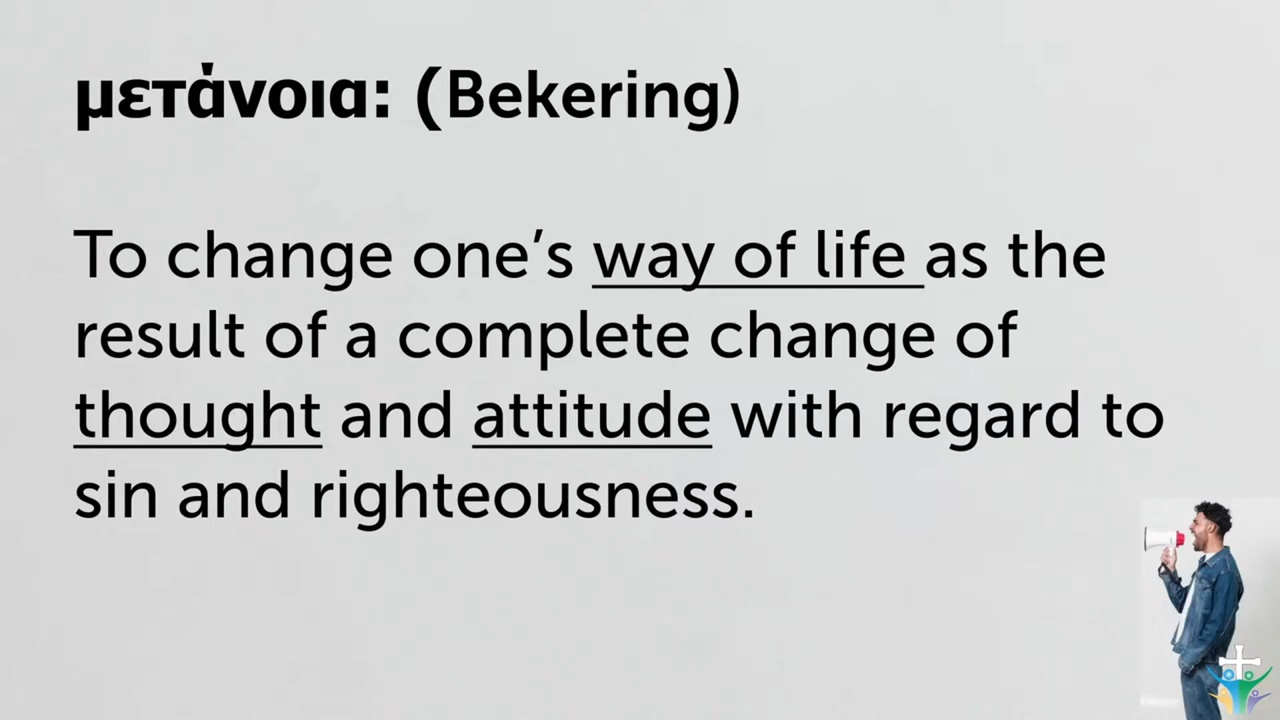 μετάνοια: (Bekering)
To change one’s way of life as the
result of a complete change of
thought and attitude with regard to
sin and righteousness.